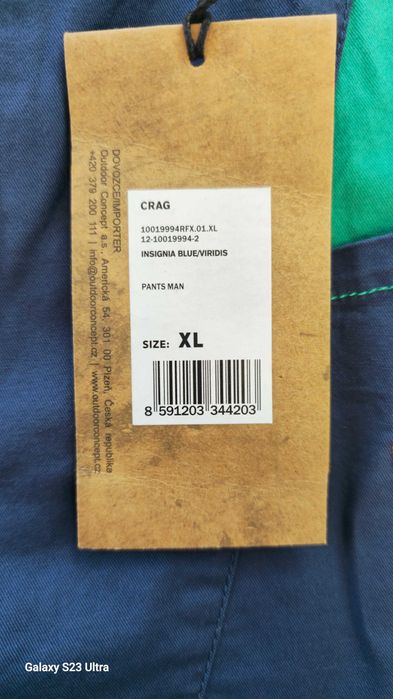 DOVOZCE/IMPORTER
Outdoor Concept a.s., Americká 54, 301 00 Plzeň, Česká republika
+420 379 200 111 | info@outdoorconcept.cz | www.outdoorconcept.cz
CRAG
10019994RFX.01.XL
12-10019994-2
INSIGNIA BLUE/VIRIDIS
PANTS MAN
SIZE: XL
8 591203 344203
Galaxy S23 Ultra